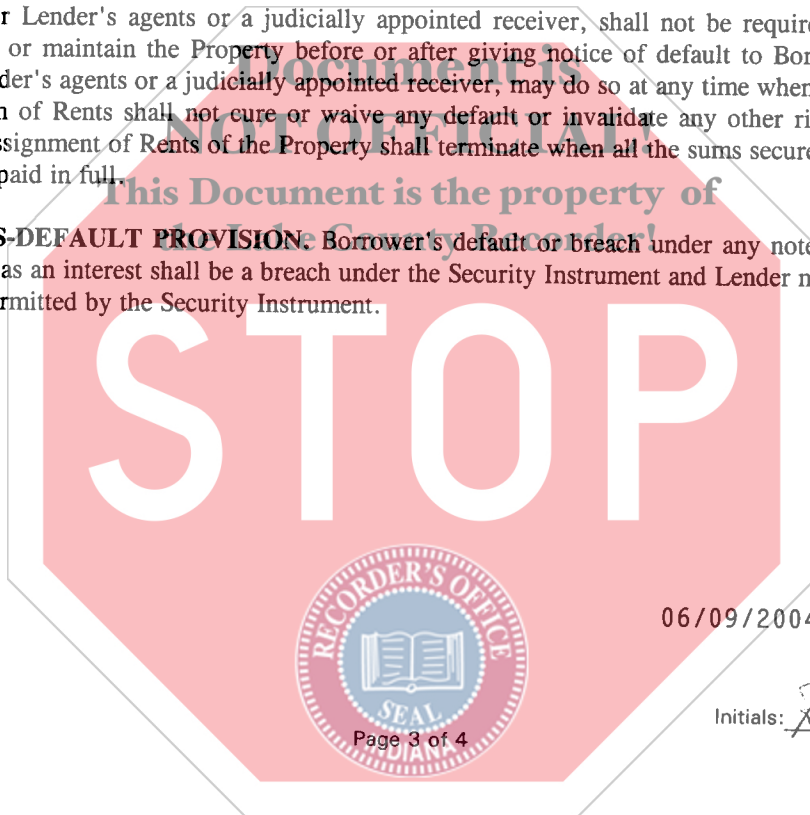 r Lender's agents or a judicially appointed receiver, shall not be require
or maintain the Property before or after giving notice of default to Bor
der's agents or a judicially appointed receiver, may do so at any time when
n of Rents shall not cure or waive any default or invalidate any other ri
ssignment of Rents of the Property shall terminate when all the sums secure
paid in full.
Document is
NOT OFFICIAL!
This Document is the property of
the Lake County Recorder!
S-DEFAULT PROVISION. Borrower's default or breach under any note
as an interest shall be a breach under the Security Instrument and Lender m
rmitted by the Security Instrument.
STOP
RECORDER'S OFFICE
SEAL
INDIANA
06/09/2004
Initials:
Page 3 of 4